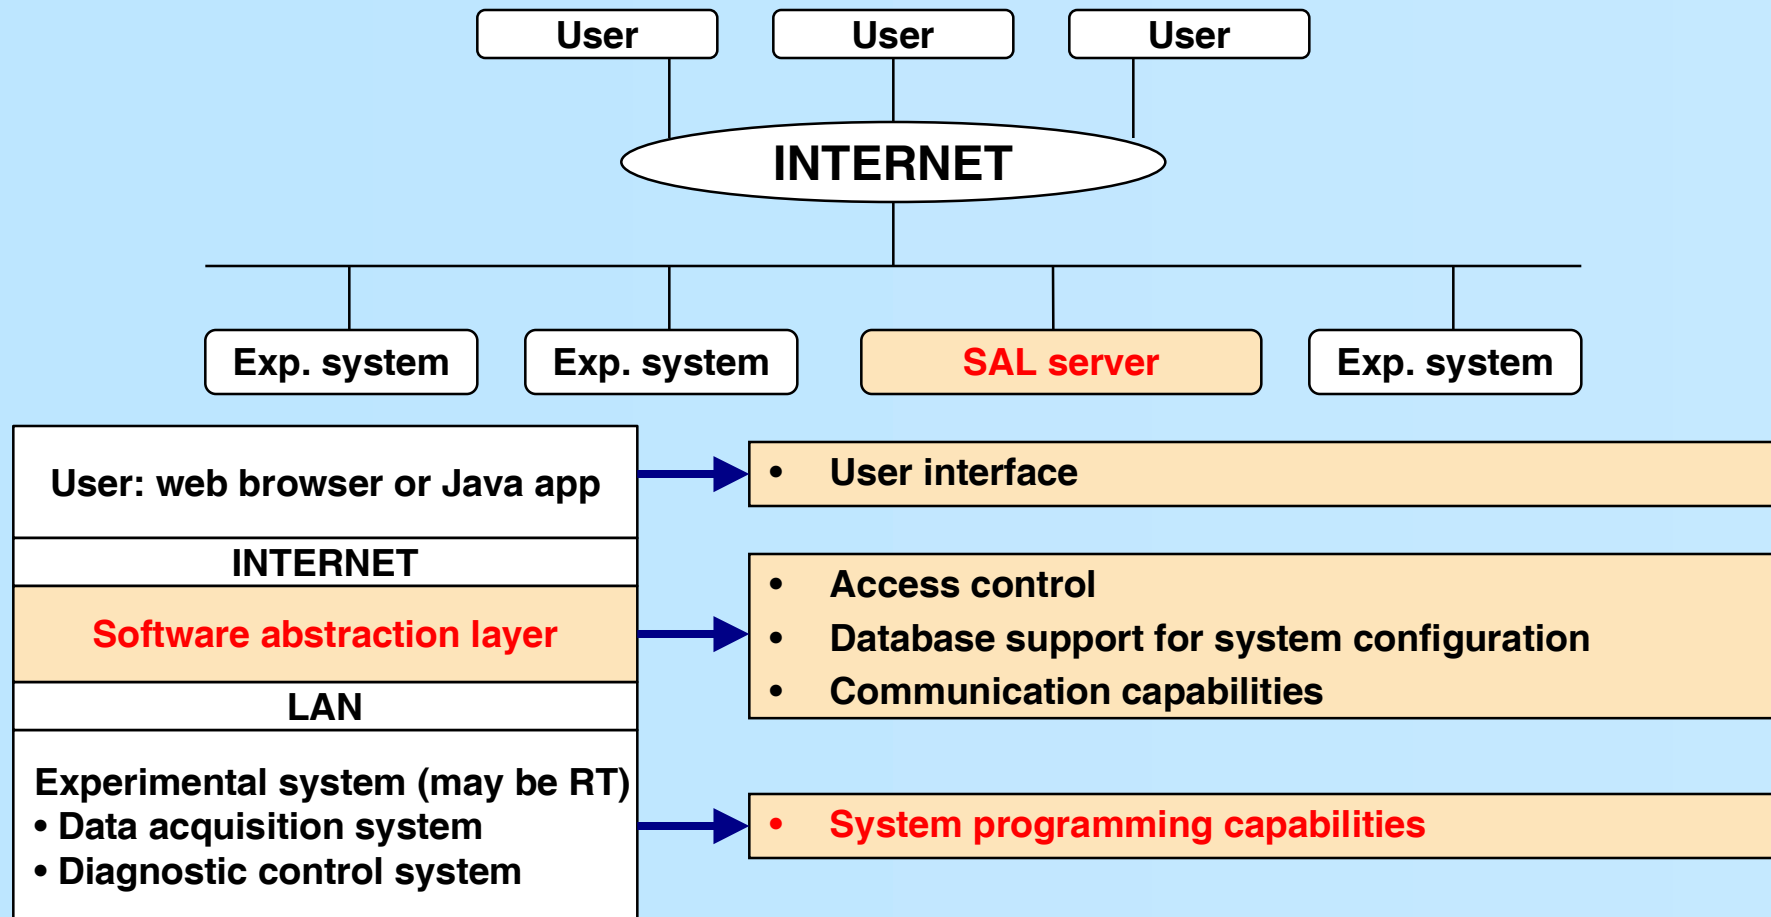 User
User
User
INTERNET
Exp. system
Exp. system
SAL server
Exp. system
User: web browser or Java app
INTERNET
Software abstraction layer
LAN
Experimental system (may be RT)
• Data acquisition system
• Diagnostic control system
• User interface
• Access control
• Database support for system configuration
• Communication capabilities
• System programming capabilities